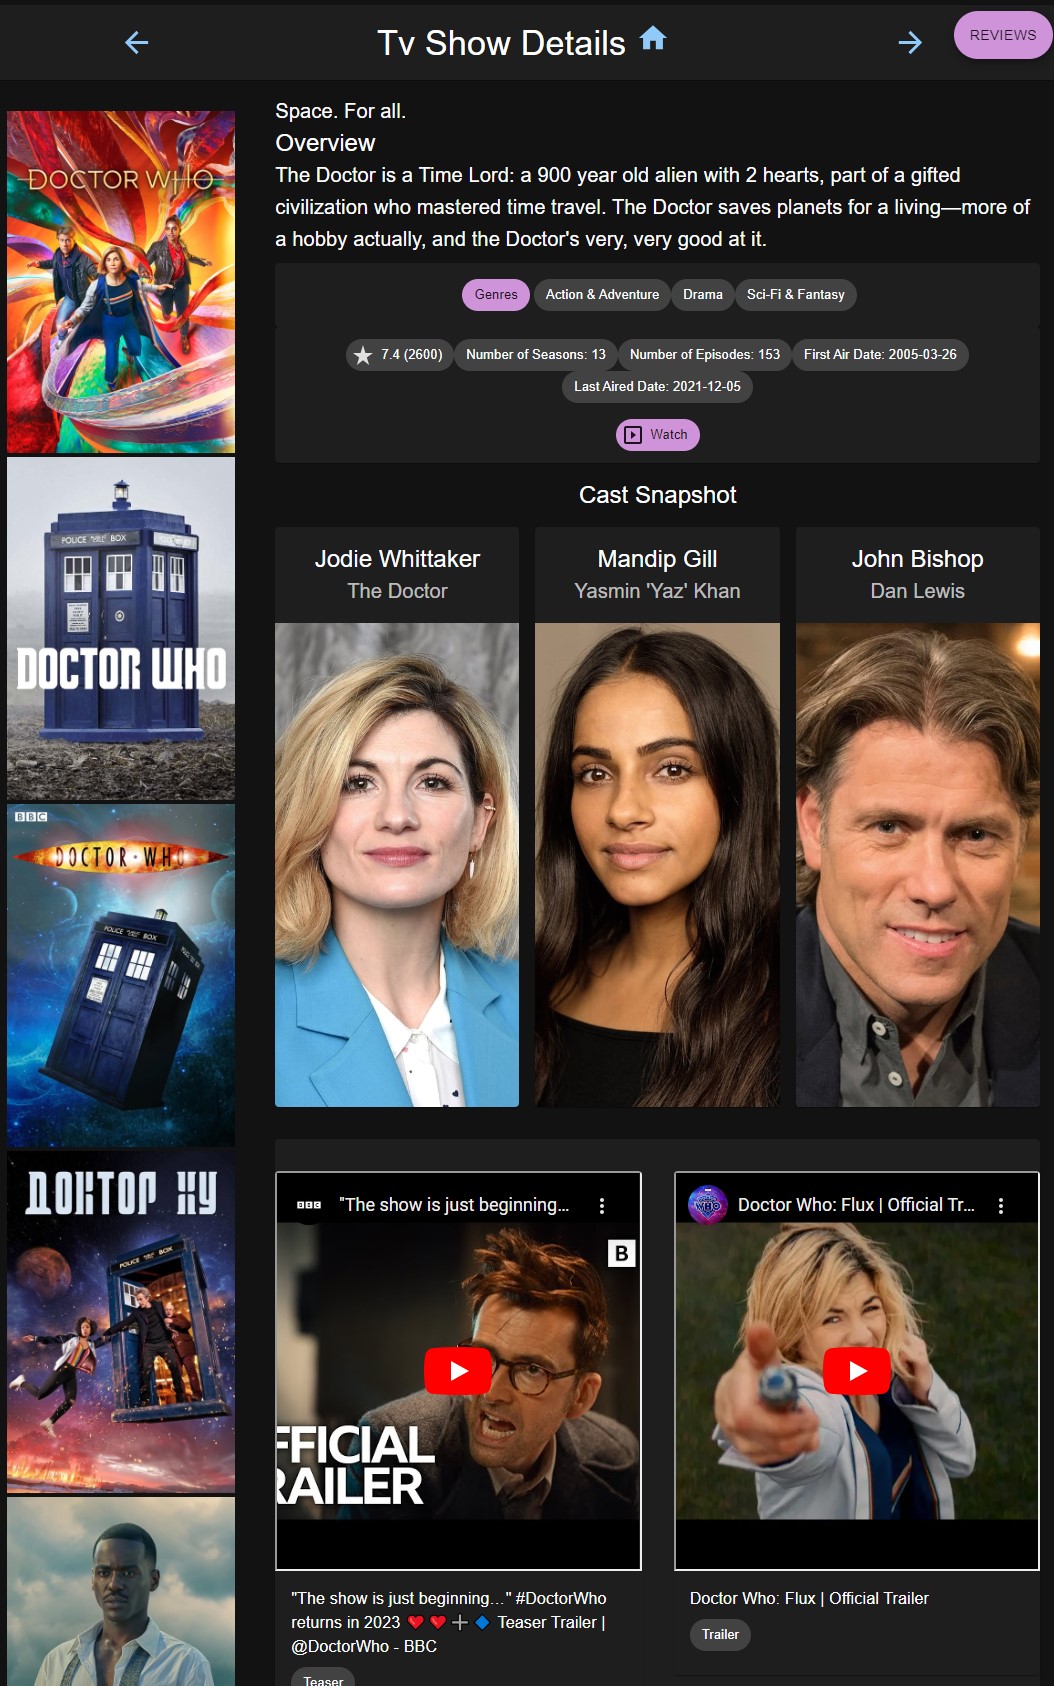 Tv Show Details
REVIEWS
DOCTOR WHO
POLICE BOX
DOCTOR WHO
BBC
DOCTOR WHO
POLICE BOX
ДОКТОР ХУ
POLICE BOX
Space. For all.
Overview
The Doctor is a Time Lord: a 900 year old alien with 2 hearts, part of a gifted
civilization who mastered time travel. The Doctor saves planets for a living—more of
a hobby actually, and the Doctor's very, very good at it.
Genres Action & Adventure Drama Sci-Fi & Fantasy
7.4 (2600) Number of Seasons: 13 Number of Episodes: 153 First Air Date: 2005-03-26
Last Aired Date: 2021-12-05
Watch
Cast Snapshot
Jodie Whittaker
The Doctor
Mandip Gill
Yasmin 'Yaz' Khan
John Bishop
Dan Lewis
BBC "The show is just beginning...
B
FFICIAL
RAILER
"The show is just beginning…" #DoctorWho
returns in 2023 ❤️❤️➕🔷 Teaser Trailer |
@DoctorWho - BBC
Teaser
WHO Doctor Who: Flux | Official Tr...
Doctor Who: Flux | Official Trailer
Trailer